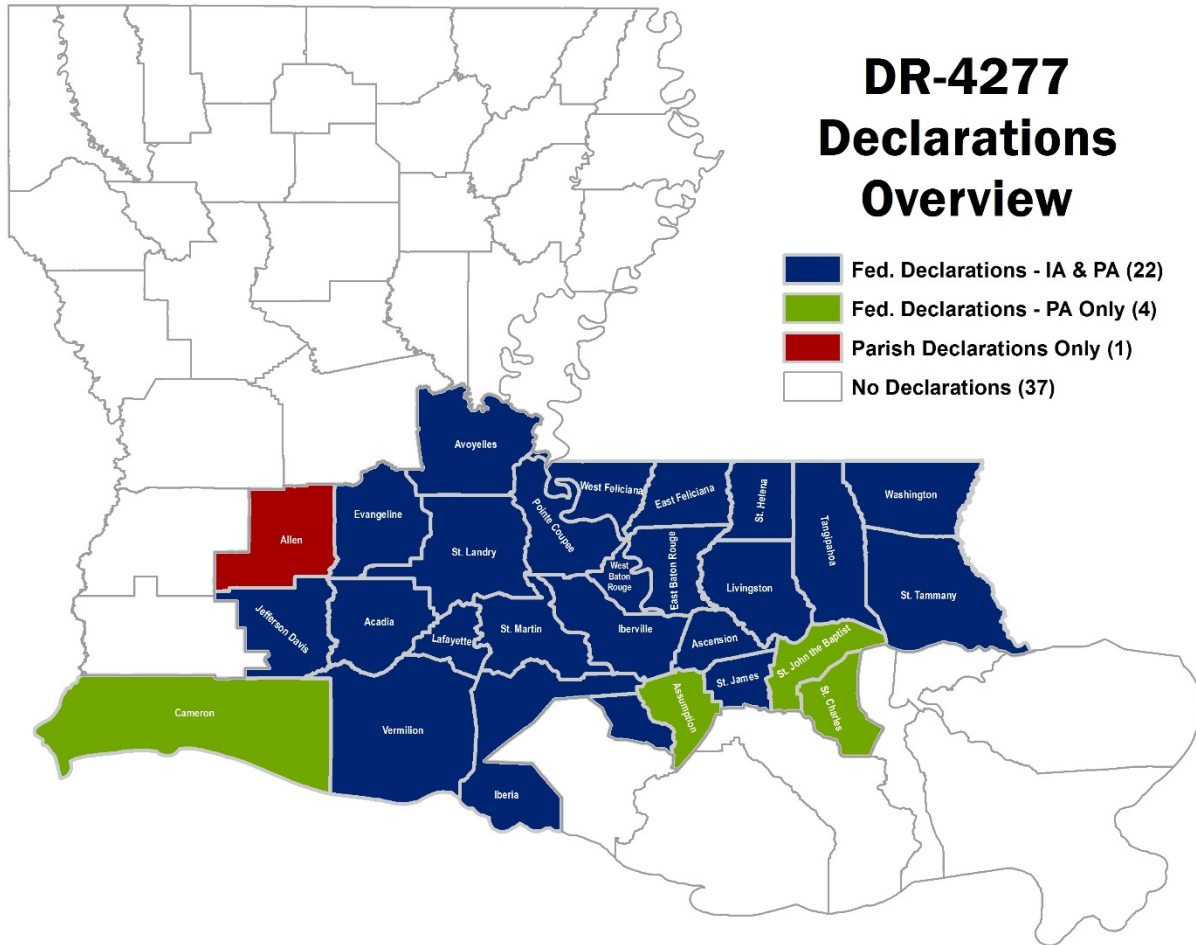 DR-4277
Declarations
Overview
Fed. Declarations - IA & PA (22)
Fed. Declarations - PA Only (4)
Parish Declarations Only (1)
No Declarations (37)
Avoyelles
West Feliciana
East Feliciana
St. Helena
Washington
Tangipahoa
Pointe Coupee
Evangeline
Allen
St. Landry
West
Baton
Rouge
East Baton Rouge
Livingston
St. Tammany
Jefferson Davis
Acadia
Lafayette
St. Martin
Iberville
Ascension
St. John the Baptist
St. James
St. Charles
Assumption
Cameron
Vermilion
Iberia